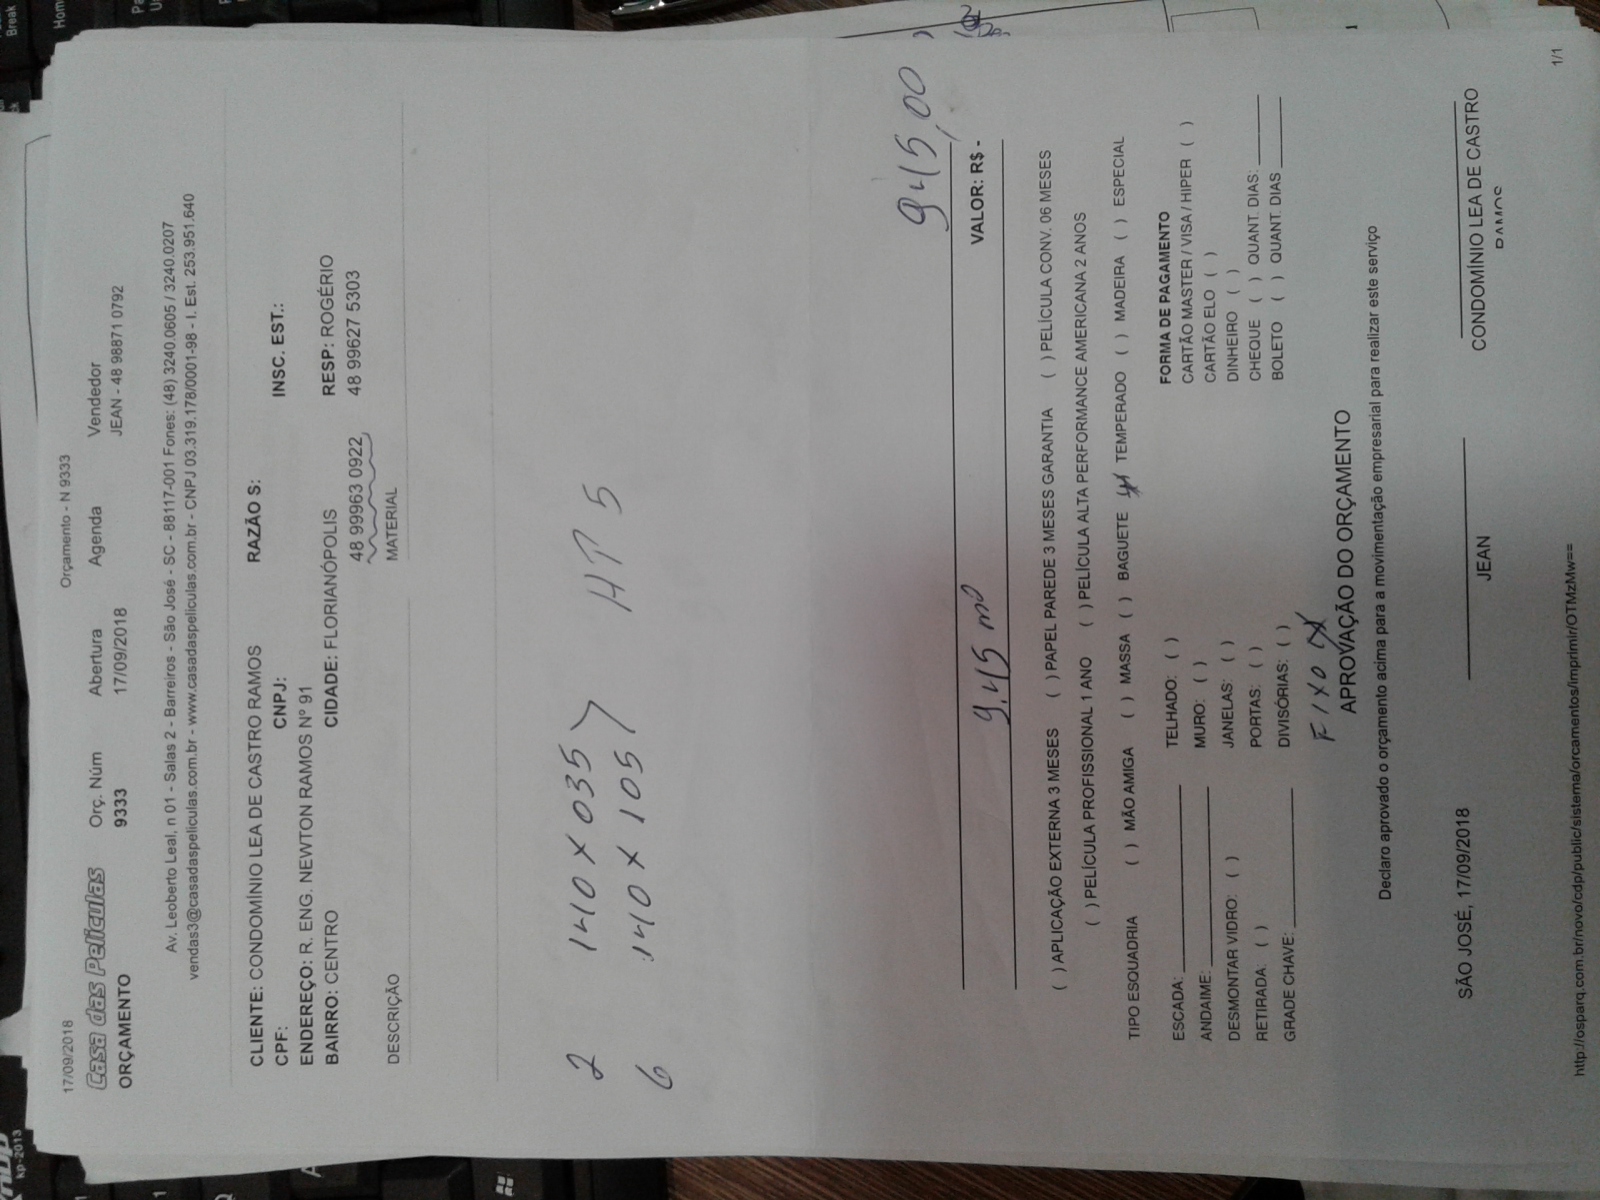 17/09/2018 Orçamento - N 9333
Casa das Películas Orç. Núm Abertura Agenda Vendedor
ORÇAMENTO 9333 17/09/2018 JEAN - 48 98871 0792
Av. Leoberto Leal, n 01 - Salas 2 - Barreiros - São José - SC - 88117-001 Fones: (48) 3240.0605 / 3240.0207
vendas3@casadaspeliculas.com.br - www.casadaspeliculas.com.br - CNPJ 03.319.178/0001-98 - I. Est. 253.951.640
CLIENTE: CONDOMÍNIO LEA DE CASTRO RAMOS RAZÃO S:
CPF: CNPJ: INSC. EST.:
ENDEREÇO: R. ENG. NEWTON RAMOS Nº 91
BAIRRO: CENTRO CIDADE: FLORIANÓPOLIS RESP: ROGÉRIO
48 99963 0922 48 99627 5303
DESCRIÇÃO MATERIAL
2 140 X 035
HP 5
6 140 X 105
945,00
9.45 m²
VALOR: R$ -
( ) APLICAÇÃO EXTERNA 3 MESES ( ) PAPEL PAREDE 3 MESES GARANTIA ( ) PELÍCULA CONV. 06 MESES
( ) PELÍCULA PROFISSIONAL 1 ANO ( ) PELÍCULA ALTA PERFORMANCE AMERICANA 2 ANOS
TIPO ESQUADRIA ( ) MÃO AMIGA ( ) MASSA ( ) BAGUETE (X) TEMPERADO ( ) MADEIRA ( ) ESPECIAL
ESCADA: TELHADO: ( ) FORMA DE PAGAMENTO
ANDAIME: MURO: ( ) CARTÃO MASTER / VISA / HIPER ( )
DESMONTAR VIDRO: ( ) JANELAS: ( ) CARTÃO ELO ( )
RETIRADA: ( ) PORTAS: ( ) DINHEIRO ( )
GRADE CHAVE: DIVISÓRIAS: ( ) CHEQUE ( ) QUANT. DIAS:
BOLETO ( ) QUANT. DIAS
FIXO (X)
APROVAÇÃO DO ORÇAMENTO
Declaro aprovado o orçamento acima para a movimentação empresarial para realizar este serviço
SÃO JOSÉ, 17/09/2018
JEAN
CONDOMÍNIO LEA DE CASTRO
RAMOS
http://osparq.com.br/novo/cdp/public/sistema/orcamentos/imprimir/OTMzMw== 1/1